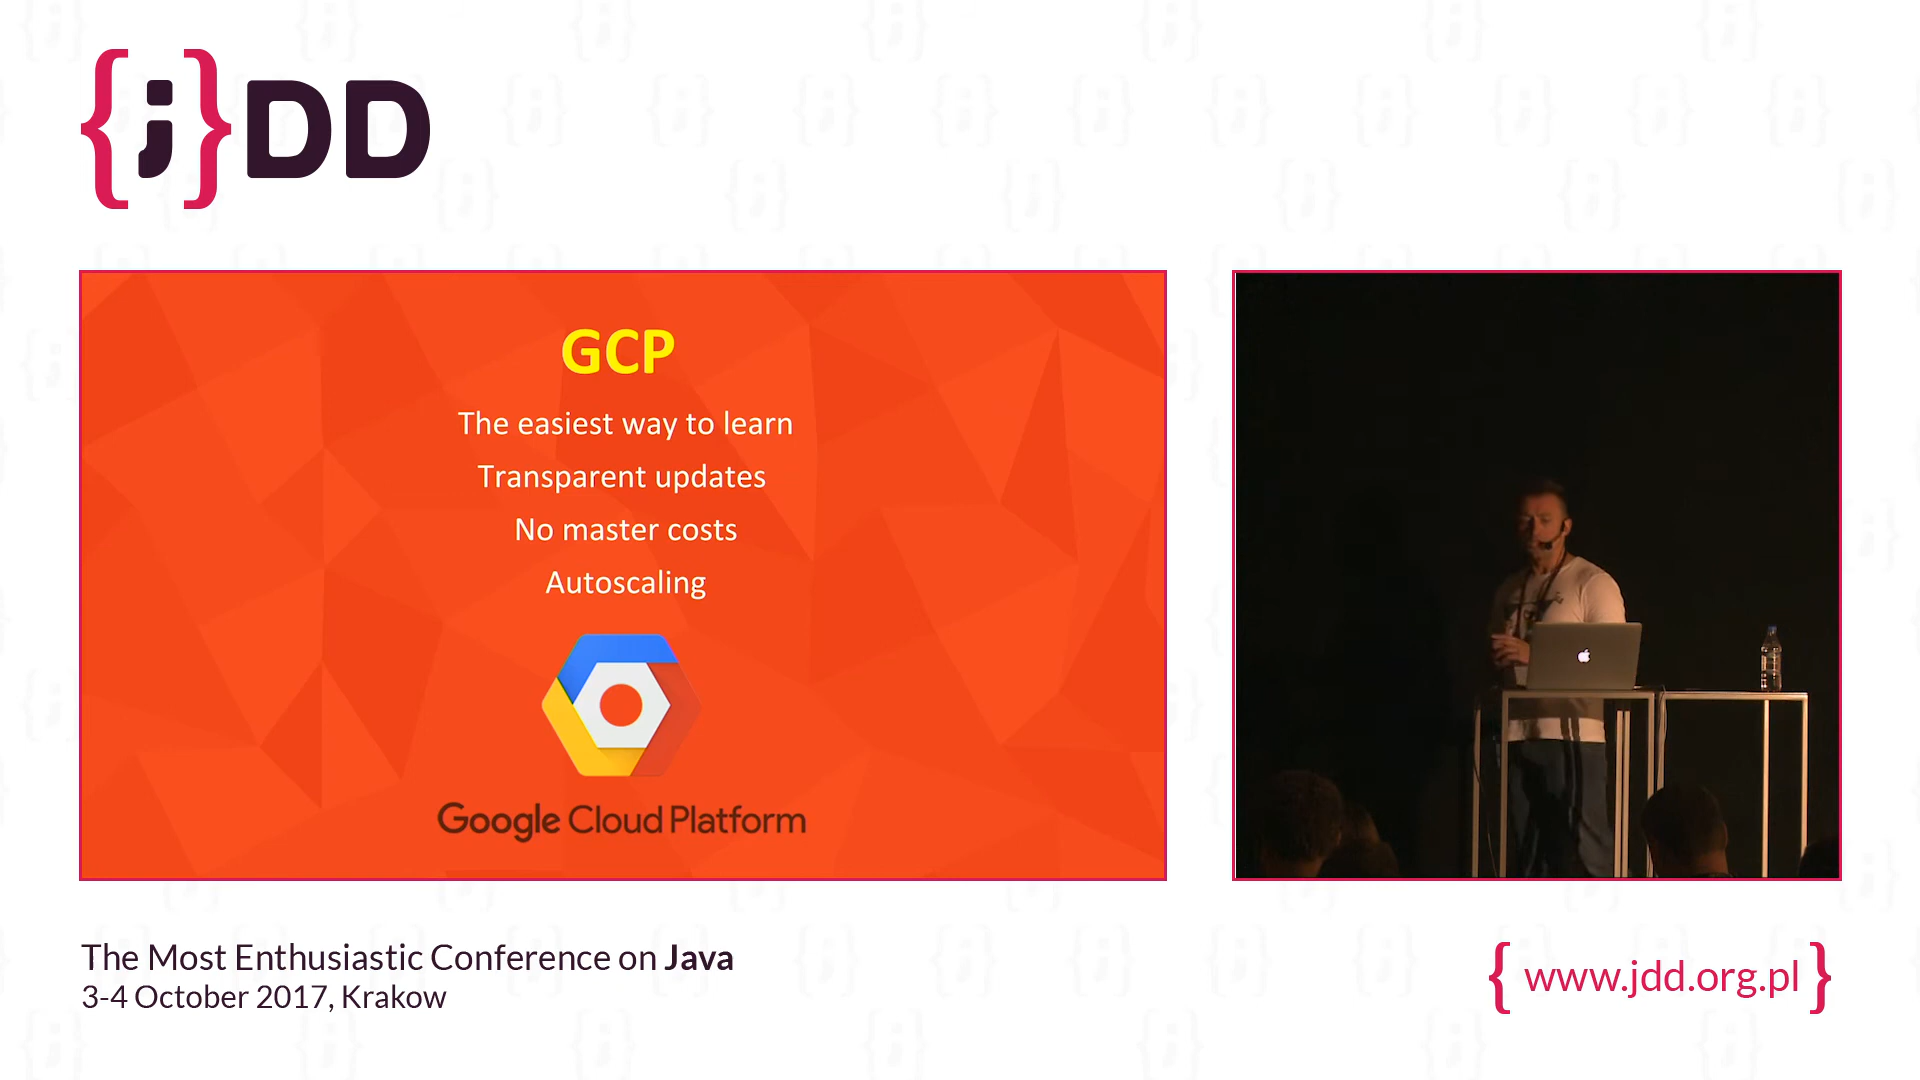 {;}DD
GCP
The easiest way to learn
Transparent updates
No master costs
Autoscaling
Google Cloud Platform
The Most Enthusiastic Conference on Java
3-4 October 2017, Krakow
{ www.jdd.org.pl }